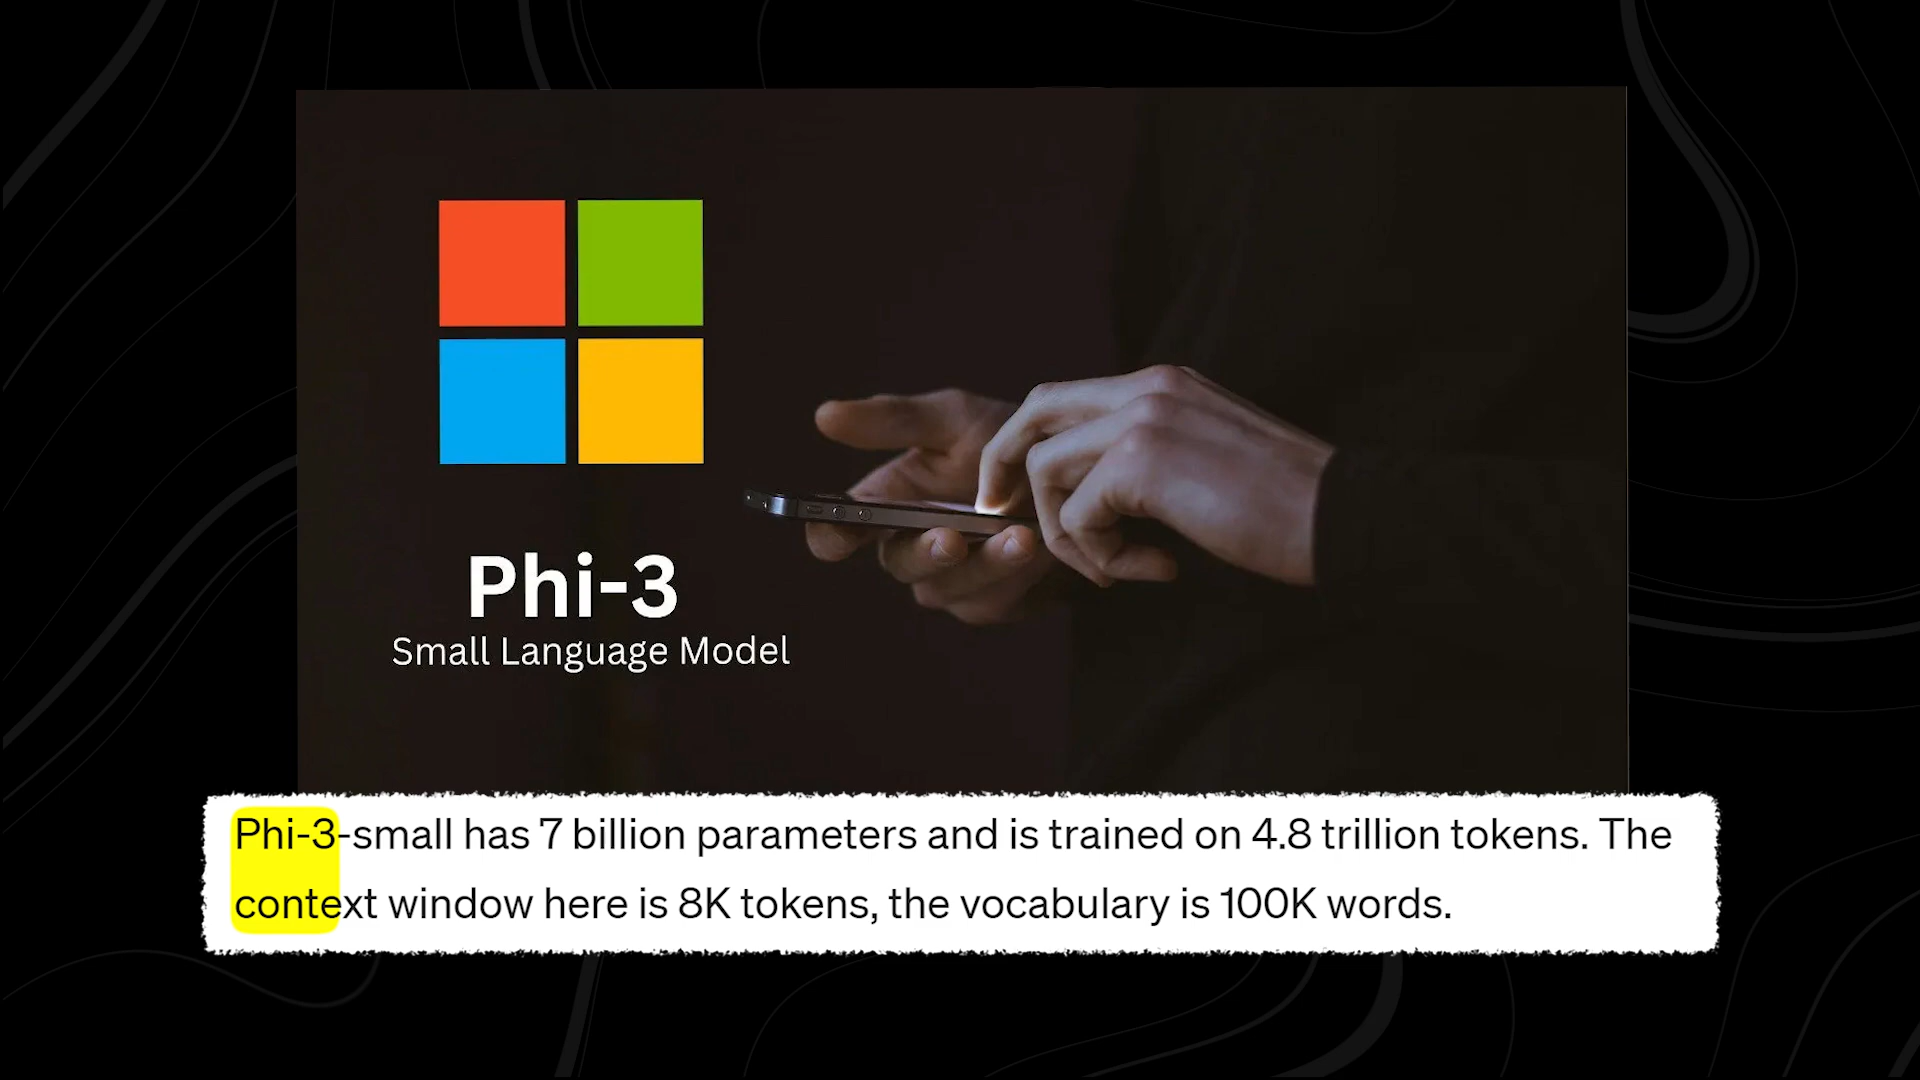 Phi-3
Small Language Model
Phi-3-small has 7 billion parameters and is trained on 4.8 trillion tokens. The
context window here is 8K tokens, the vocabulary is 100K words.